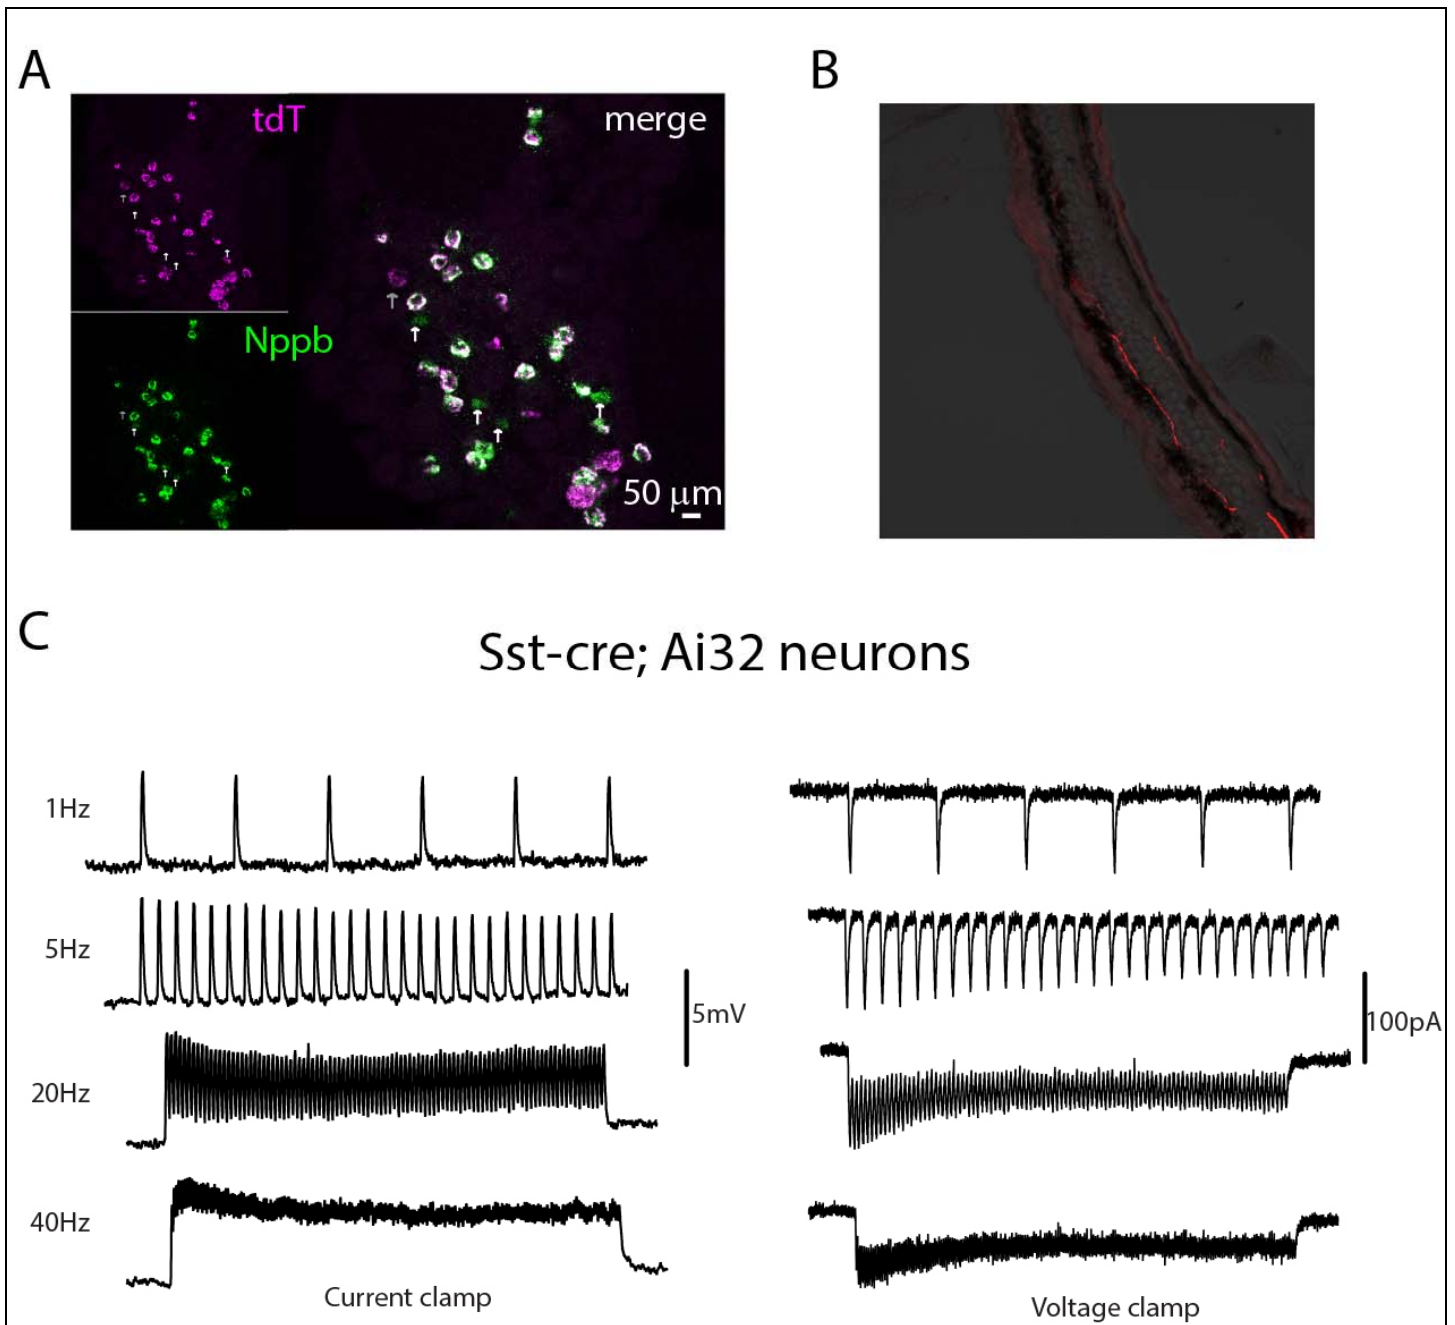 A
B
tdT
merge
Nppb
50 μm
C
Sst-cre; Ai32 neurons
1Hz
5Hz
5mV
100pA
20Hz
40Hz
Current clamp
Voltage clamp